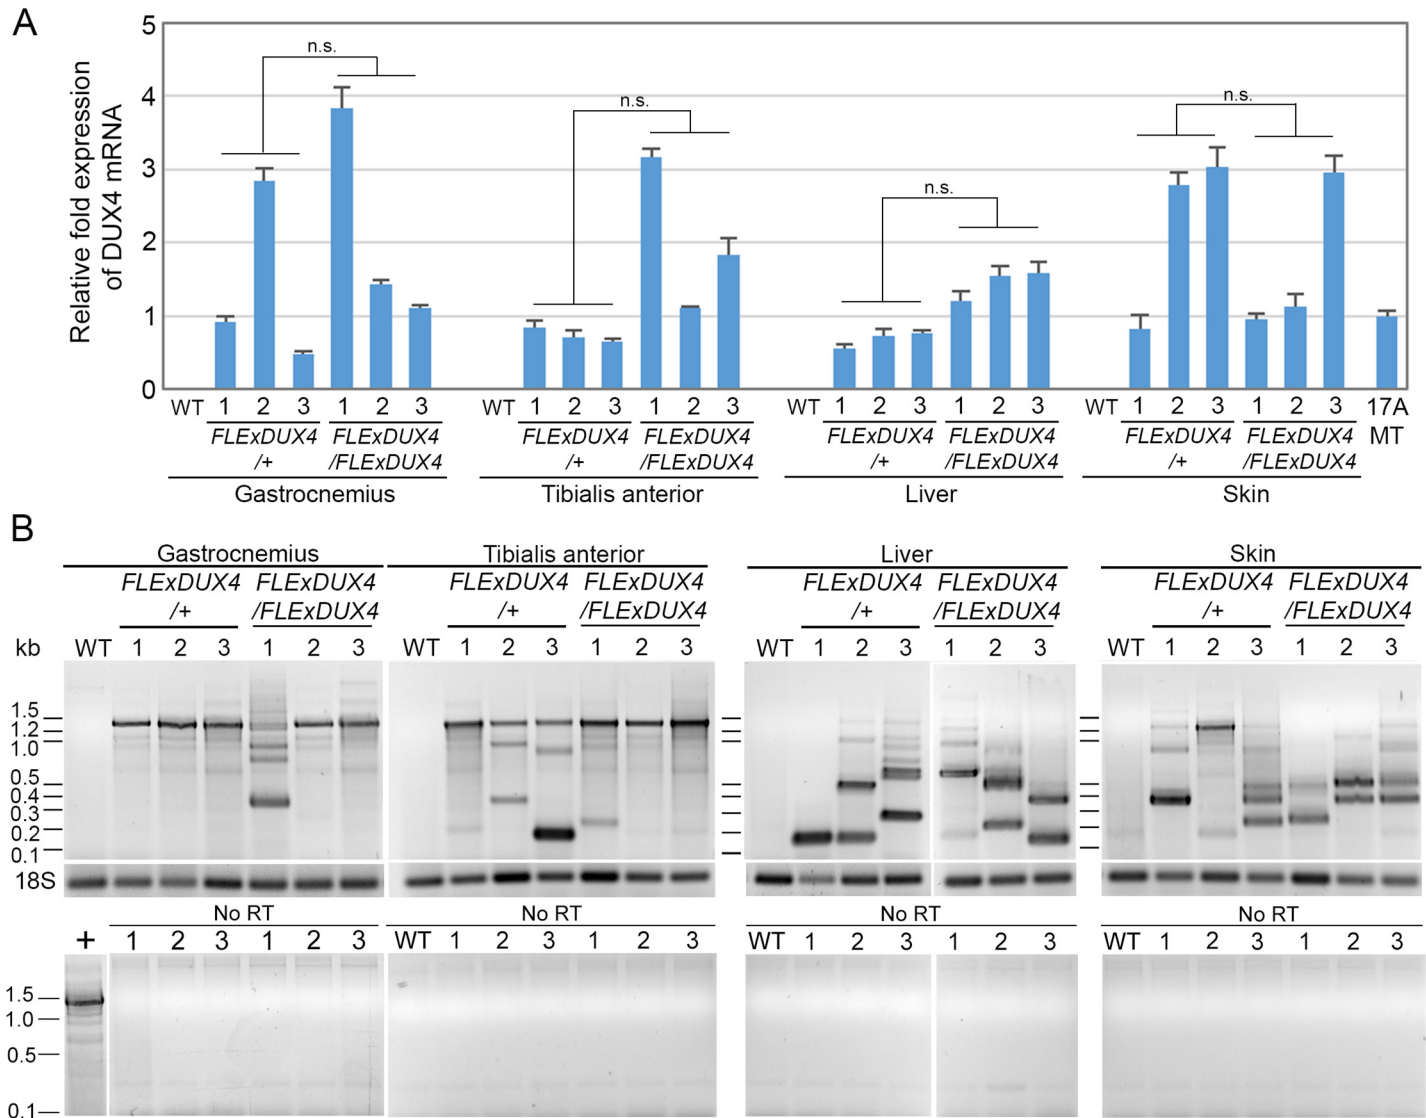 A
Relative fold expression
of DUX4 mRNA
5
4
3
2
1
0
n.s.
n.s.
n.s.
n.s.
WT 1 2 3 1 2 3 WT 1 2 3 1 2 3 WT 1 2 3 1 2 3 WT 1 2 3 1 2 3 17A
FLExDUX4 FLExDUX4 FLExDUX4 FLExDUX4 FLExDUX4 FLExDUX4 FLExDUX4 FLExDUX4 MT
/+ /FLExDUX4 /+ /FLExDUX4 /+ /FLExDUX4 /+ /FLExDUX4
Gastrocnemius Tibialis anterior Liver Skin
B
Gastrocnemius Tibialis anterior Liver Skin
FLExDUX4 FLExDUX4 FLExDUX4 FLExDUX4 FLExDUX4 FLExDUX4 FLExDUX4 FLExDUX4
/+ /FLExDUX4 /+ /FLExDUX4 /+ /FLExDUX4 /+ /FLExDUX4
kb WT 1 2 3 1 2 3 WT 1 2 3 1 2 3 WT 1 2 3 1 2 3 WT 1 2 3 1 2 3
1.5
1.2
1.0
0.5
0.4
0.3
0.2
0.1
18S
No RT No RT No RT No RT
+ 1 2 3 1 2 3 WT 1 2 3 1 2 3 WT 1 2 3 1 2 3 WT 1 2 3 1 2 3
1.5
1.0
0.5
0.1